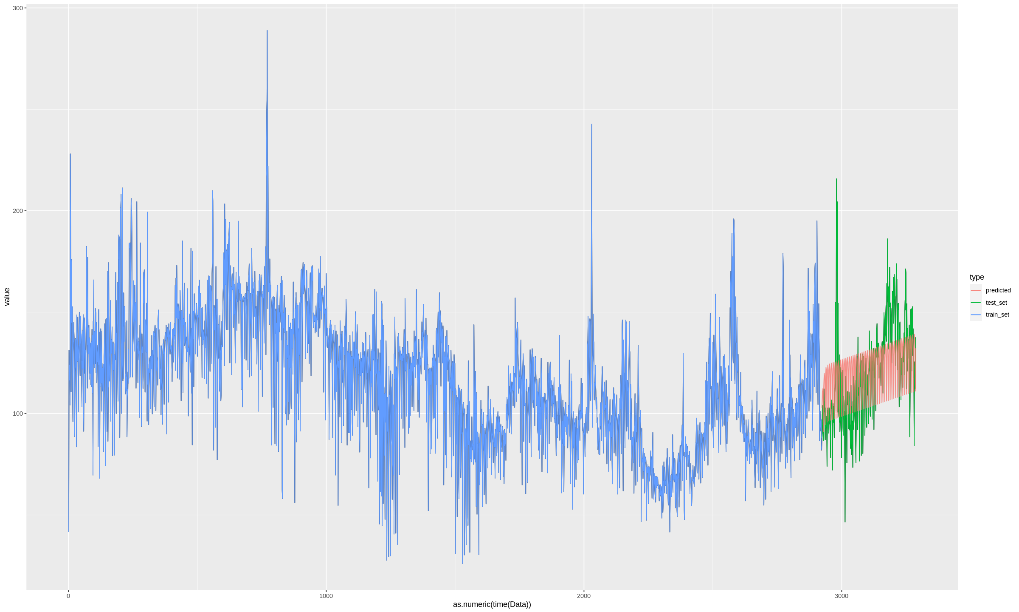 300
200
100
value
0
1000
2000
3000
as.numeric(time(Data))
type
predicted
test_set
train_set